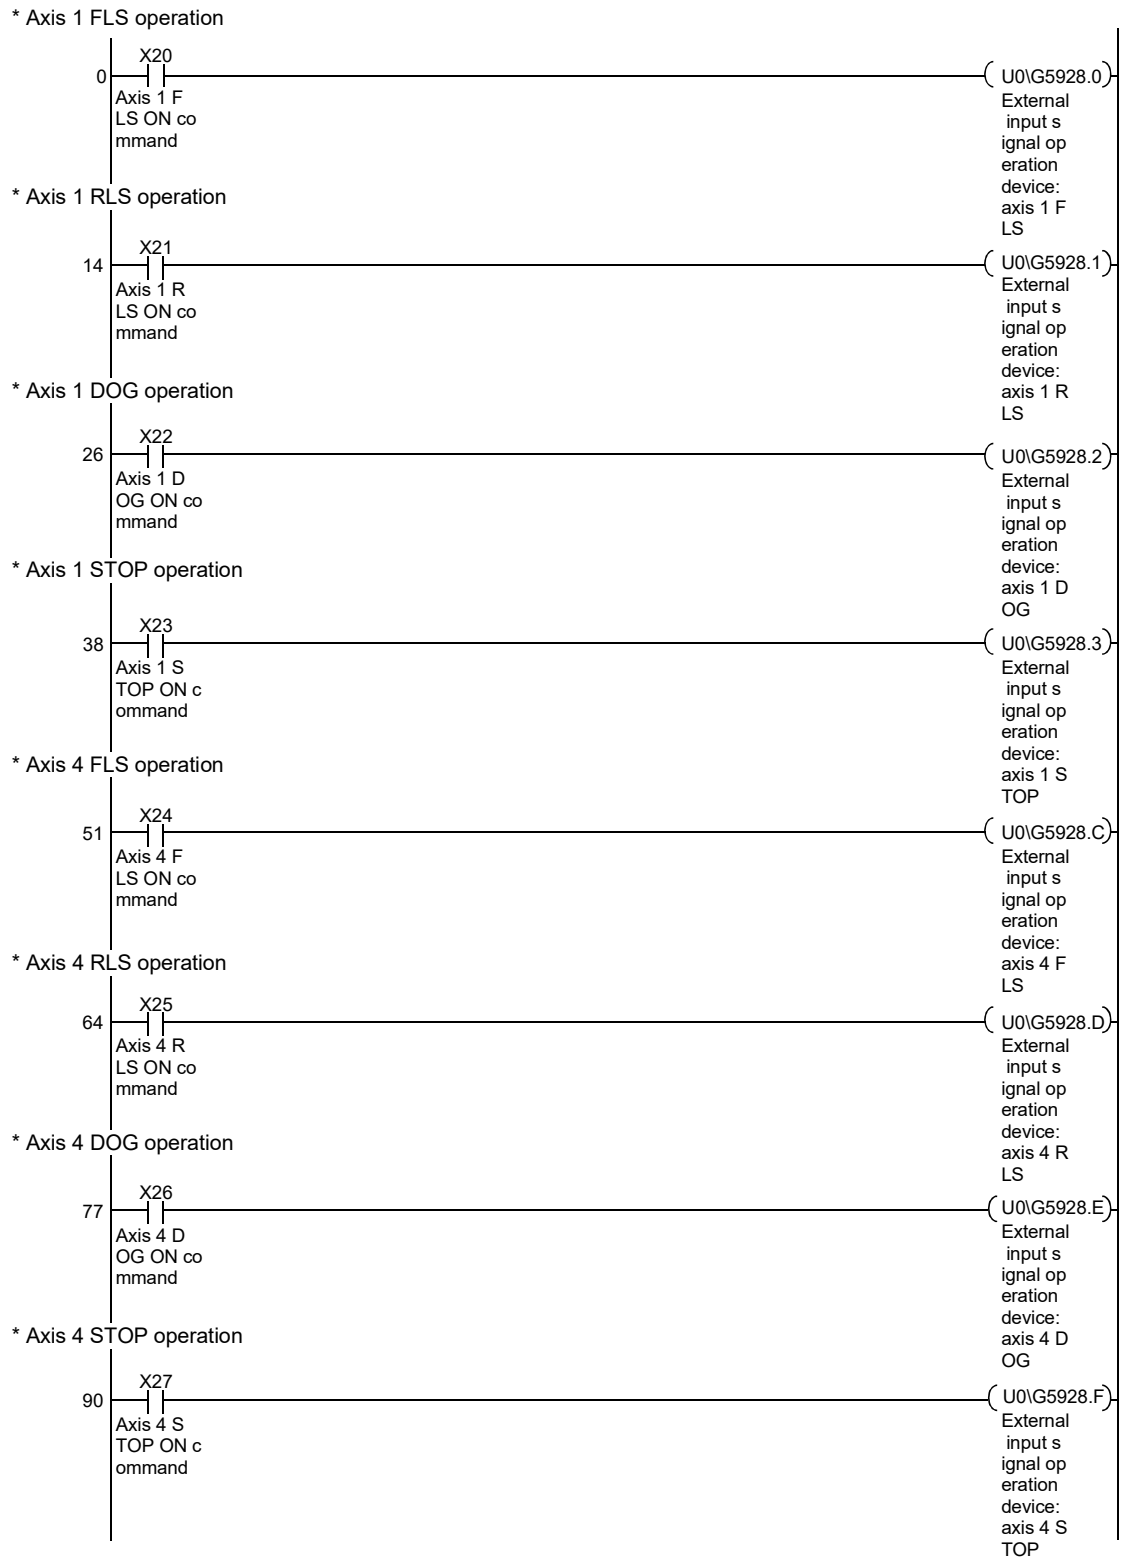 * Axis 1 FLS operation
X20
0
U0\G5928.0
Axis 1 F
LS ON co
mmand
External
input s
ignal op
eration
device:
axis 1 F
LS
* Axis 1 RLS operation
X21
14
U0\G5928.1
Axis 1 R
LS ON co
mmand
External
input s
ignal op
eration
device:
axis 1 R
LS
* Axis 1 DOG operation
X22
26
U0\G5928.2
Axis 1 D
OG ON co
mmand
External
input s
ignal op
eration
device:
axis 1 D
OG
* Axis 1 STOP operation
X23
38
U0\G5928.3
Axis 1 S
TOP ON c
ommand
External
input s
ignal op
eration
device:
axis 1 S
TOP
* Axis 4 FLS operation
X24
51
U0\G5928.C
Axis 4 F
LS ON co
mmand
External
input s
ignal op
eration
device:
axis 4 F
LS
* Axis 4 RLS operation
X25
64
U0\G5928.D
Axis 4 R
LS ON co
mmand
External
input s
ignal op
eration
device:
axis 4 R
LS
* Axis 4 DOG operation
X26
77
U0\G5928.E
Axis 4 D
OG ON co
mmand
External
input s
ignal op
eration
device:
axis 4 D
OG
* Axis 4 STOP operation
X27
90
U0\G5928.F
Axis 4 S
TOP ON c
ommand
External
input s
ignal op
eration
device:
axis 4 S
TOP